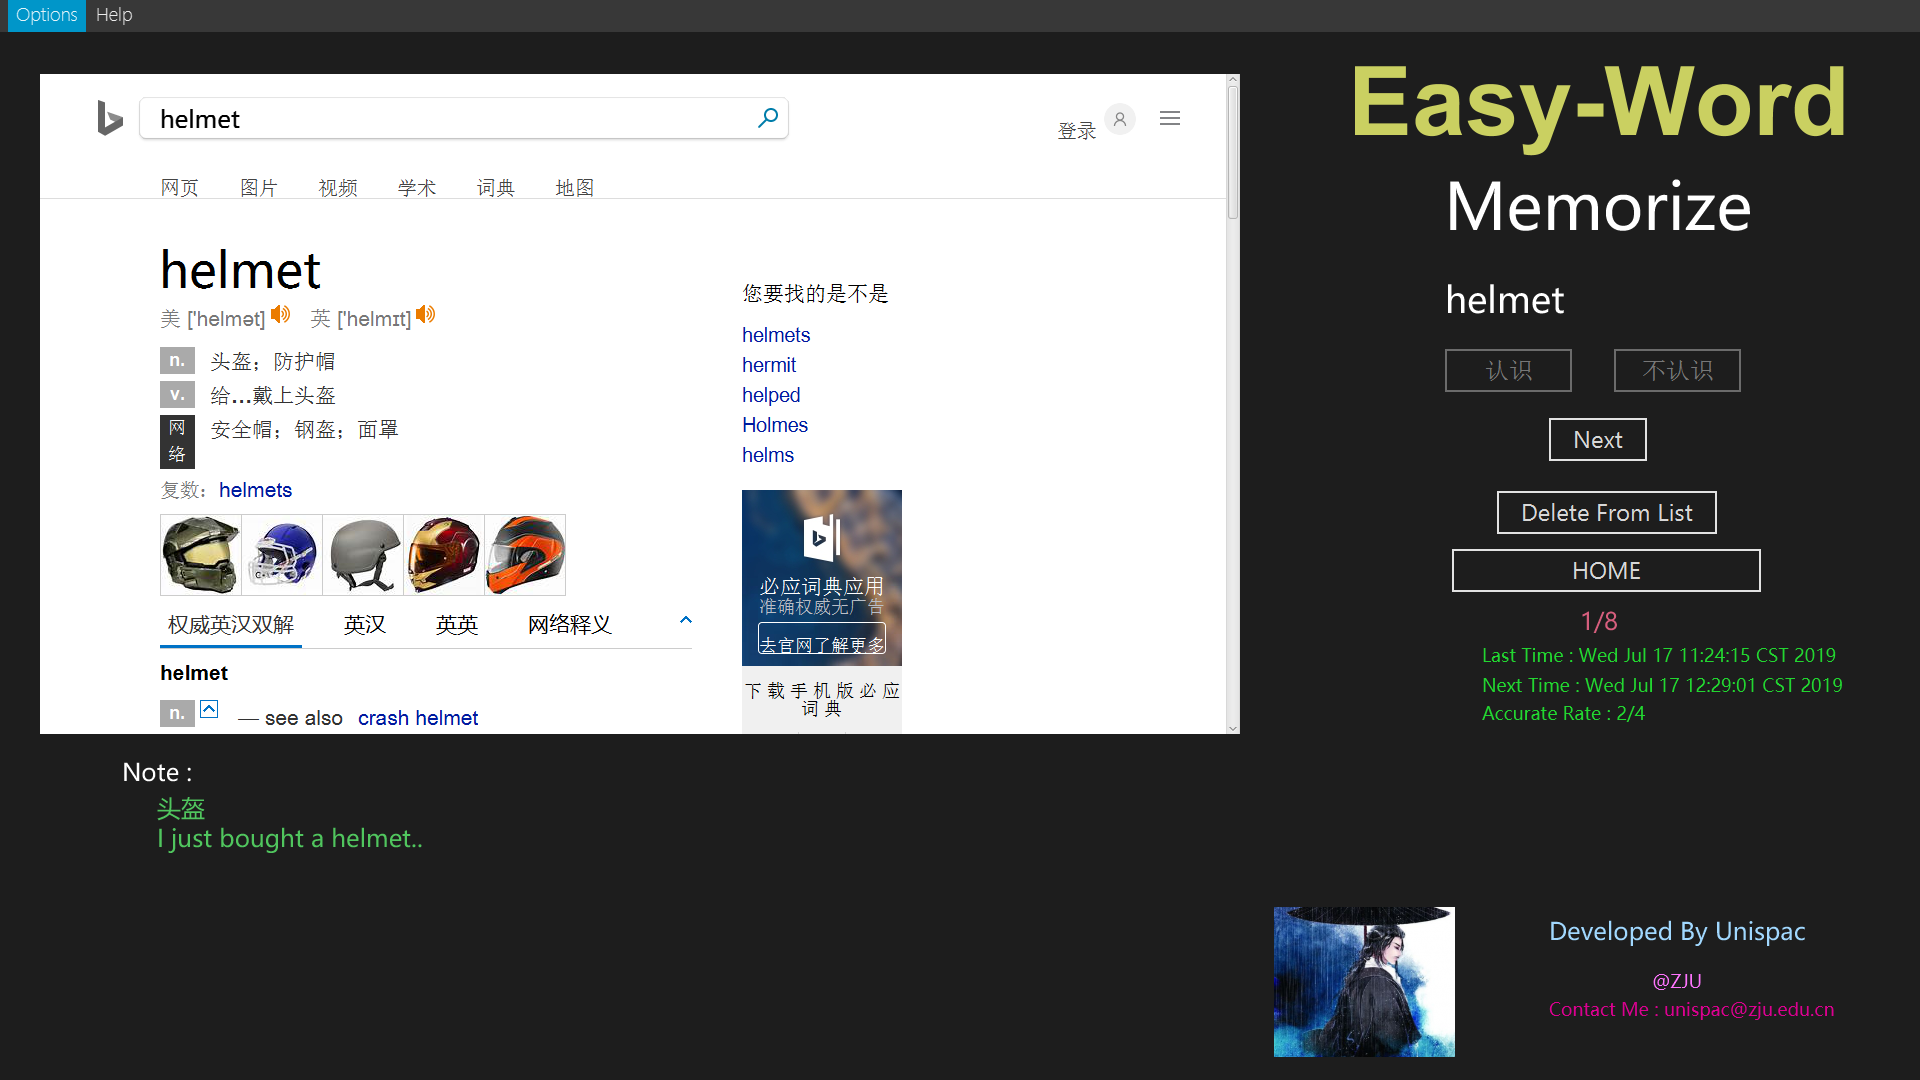 Options Help
helmet
登录
网页 图片 视频 学术 词典 地图
helmet
美 ['helmət] 英 ['helmɪt]
n. 头盔；防护帽
v. 给…戴上头盔
网络 安全帽；钢盔；面罩
复数：helmets
权威英汉双解 英汉 英英 网络释义
helmet
n. — see also crash helmet
您要找的是不是
helmets
hermit
helped
Holmes
helms
必应词典应用
准确权威无广告
去官网了解更多
下载手机版必应
词典
Easy-Word
Memorize
helmet
认识 不认识
Next
Delete From List
HOME
1/8
Last Time : Wed Jul 17 11:24:15 CST 2019
Next Time : Wed Jul 17 12:29:01 CST 2019
Accurate Rate : 2/4
Note :
头盔
I just bought a helmet..
Developed By Unispac
@ZJU
Contact Me : unispac@zju.edu.cn